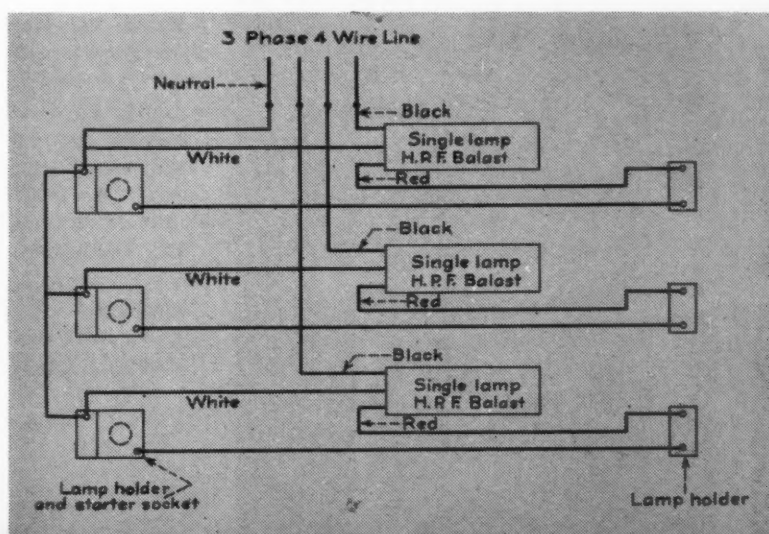 3 Phase 4 Wire Line
Neutral
Black
Single lamp
H.P.F. Balast
White
Red
Black
Single lamp
H.P.F. Balast
White
Red
Black
Single lamp
H.P.F. Balast
White
Red
Lamp holder
and starter socket
Lamp holder